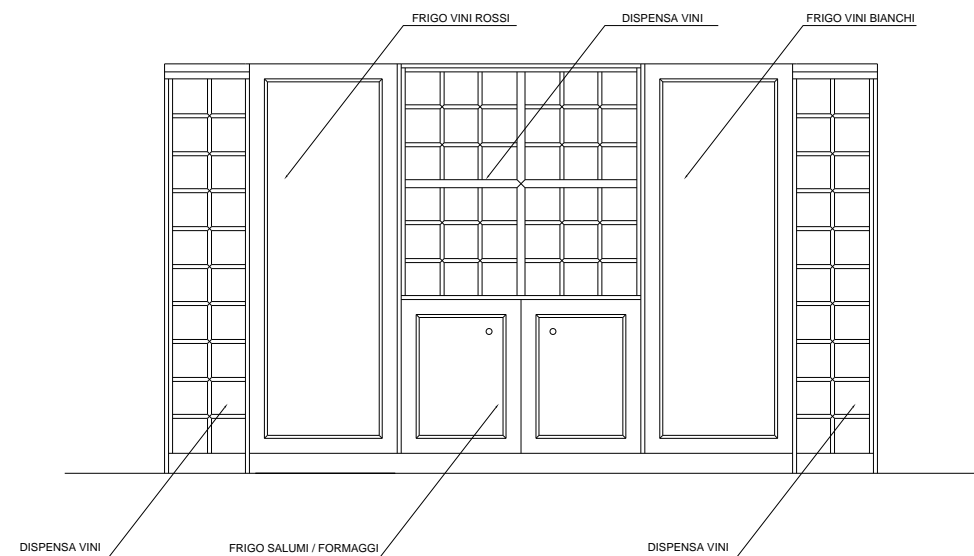 FRIGO VINI ROSSI
DISPENSA VINI
FRIGO VINI BIANCHI
DISPENSA VINI
FRIGO SALUMI / FORMAGGI
DISPENSA VINI